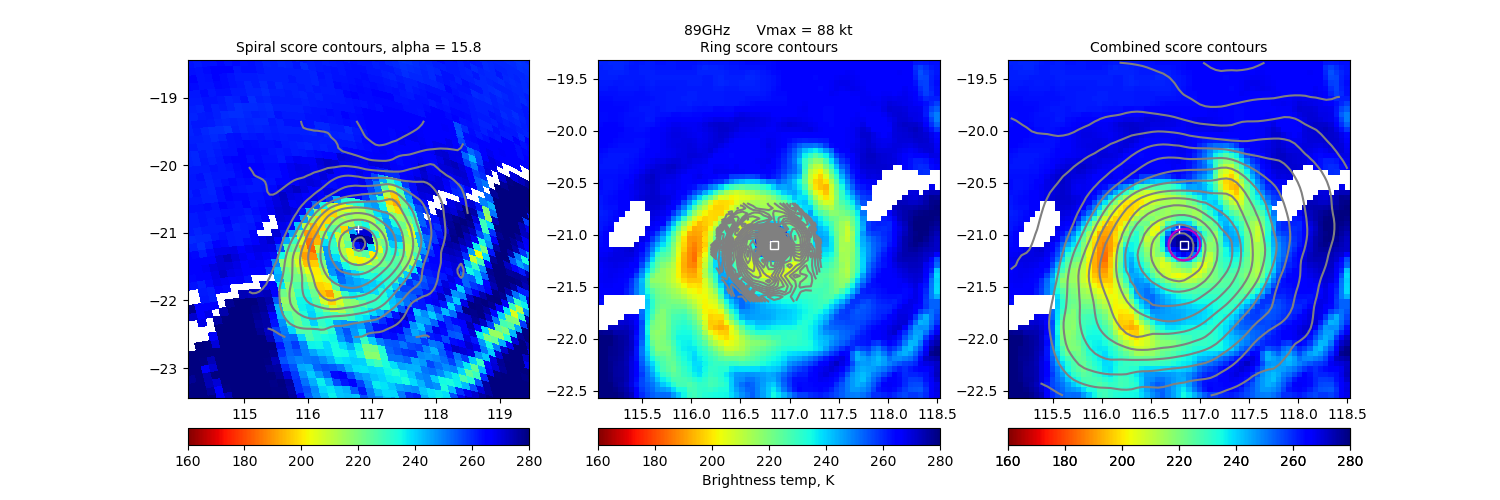 89GHz      Vmax = 88 kt
Spiral score contours, alpha = 15.8
Ring score contours
Combined score contours
−19
−20
−21
−22
−23
115 116 117 118 119
−19.5
−20.0
−20.5
−21.0
−21.5
−22.0
−22.5
115.5 116.0 116.5 117.0 117.5 118.0 118.5
−19.5
−20.0
−20.5
−21.0
−21.5
−22.0
−22.5
115.5 116.0 116.5 117.0 117.5 118.0 118.5
160 180 200 220 240 260 280
160 180 200 220 240 260 280
160 180 200 220 240 260 280
Brightness temp, K